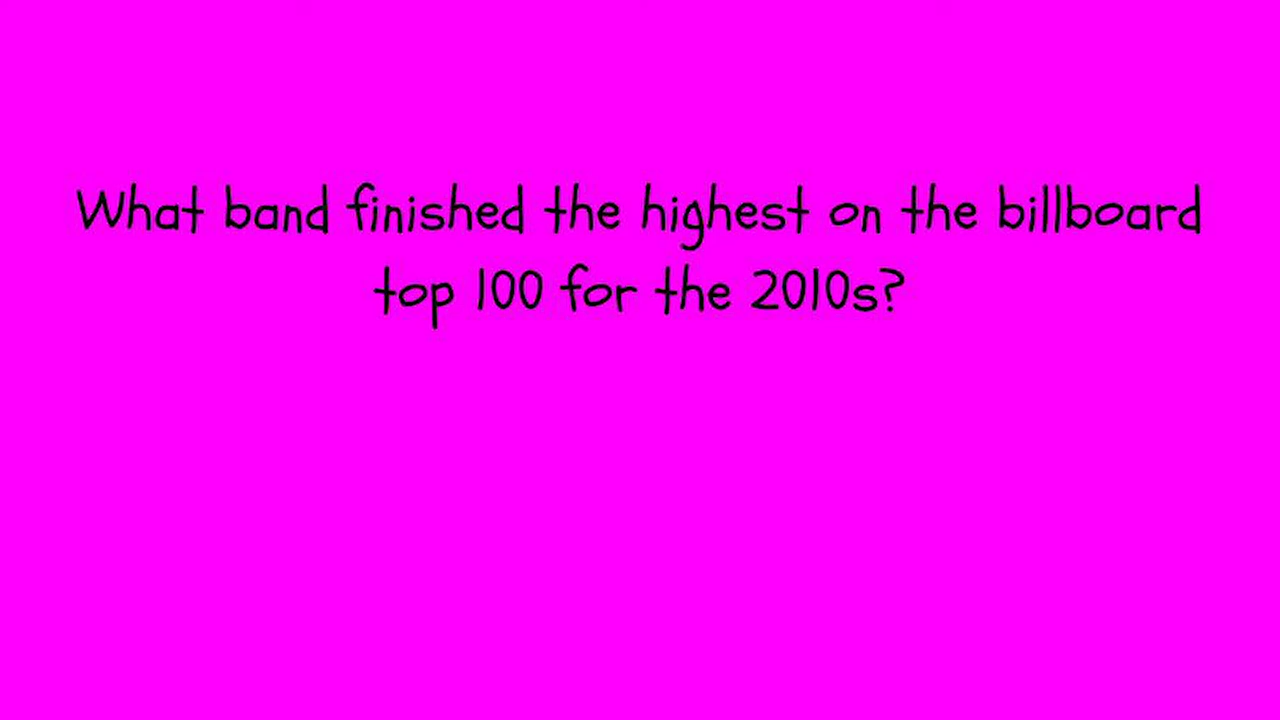 What band finished the highest on the billboard
top 100 for the 2010s?